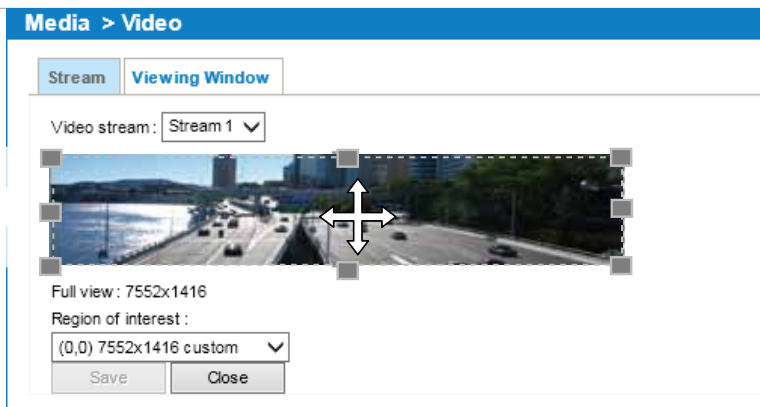 Media > Video
Stream Viewing Window
Video stream : Stream 1
Full view : 7552x1416
Region of interest :
(0,0) 7552x1416 custom
Save Close